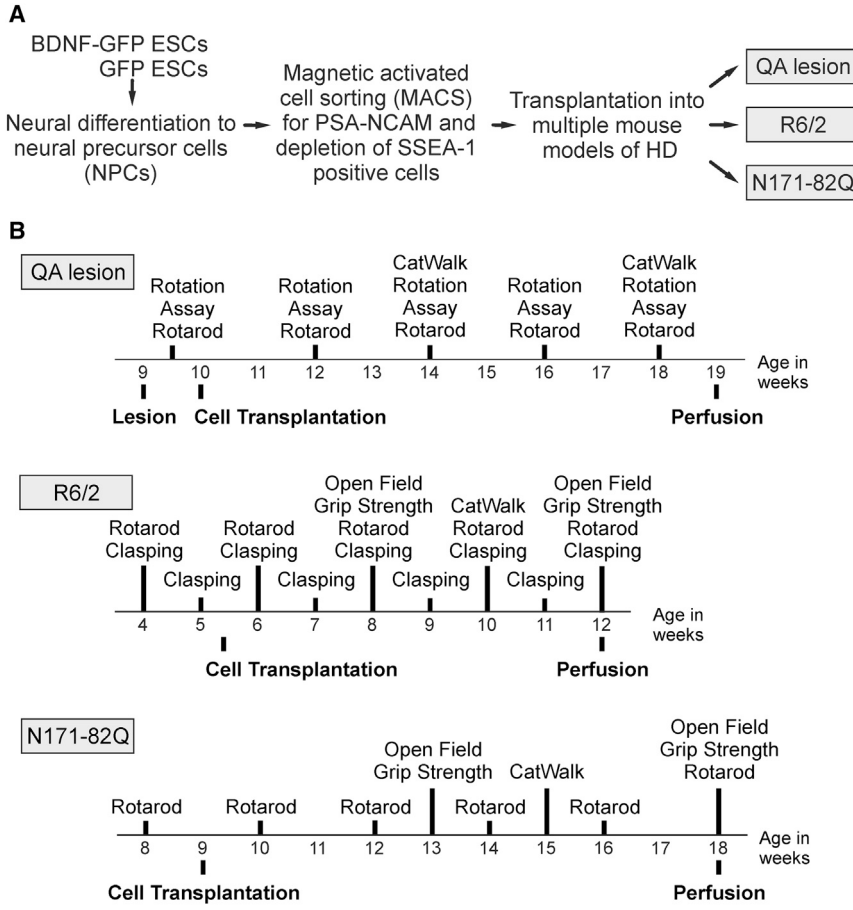 A
BDNF-GFP ESCs
GFP ESCs
Neural differentiation to
neural precursor cells
(NPCs)
Magnetic activated
cell sorting (MACS)
for PSA-NCAM and
depletion of SSEA-1
positive cells
Transplantation into
multiple mouse
models of HD
QA lesion
R6/2
N171-82Q
B
QA lesion
Rotation
Assay
Rotarod
Rotation
Assay
Rotarod
CatWalk
Rotation
Assay
Rotarod
Rotation
Assay
Rotarod
CatWalk
Rotation
Assay
Rotarod
9 10 11 12 13 14 15 16 17 18 19
Age in
weeks
Lesion
Cell Transplantation
Perfusion
R6/2
Rotarod
Clasping
Clasping
Rotarod
Clasping
Clasping
Open Field
Grip Strength
Rotarod
Clasping
Clasping
CatWalk
Rotarod
Clasping
Clasping
Open Field
Grip Strength
Rotarod
Clasping
4 5 6 7 8 9 10 11 12
Age in
weeks
Cell Transplantation
Perfusion
N171-82Q
Rotarod
Rotarod
Rotarod
Open Field
Grip Strength
Rotarod
CatWalk
Rotarod
Open Field
Grip Strength
Rotarod
8 9 10 11 12 13 14 15 16 17 18
Age in
weeks
Cell Transplantation
Perfusion